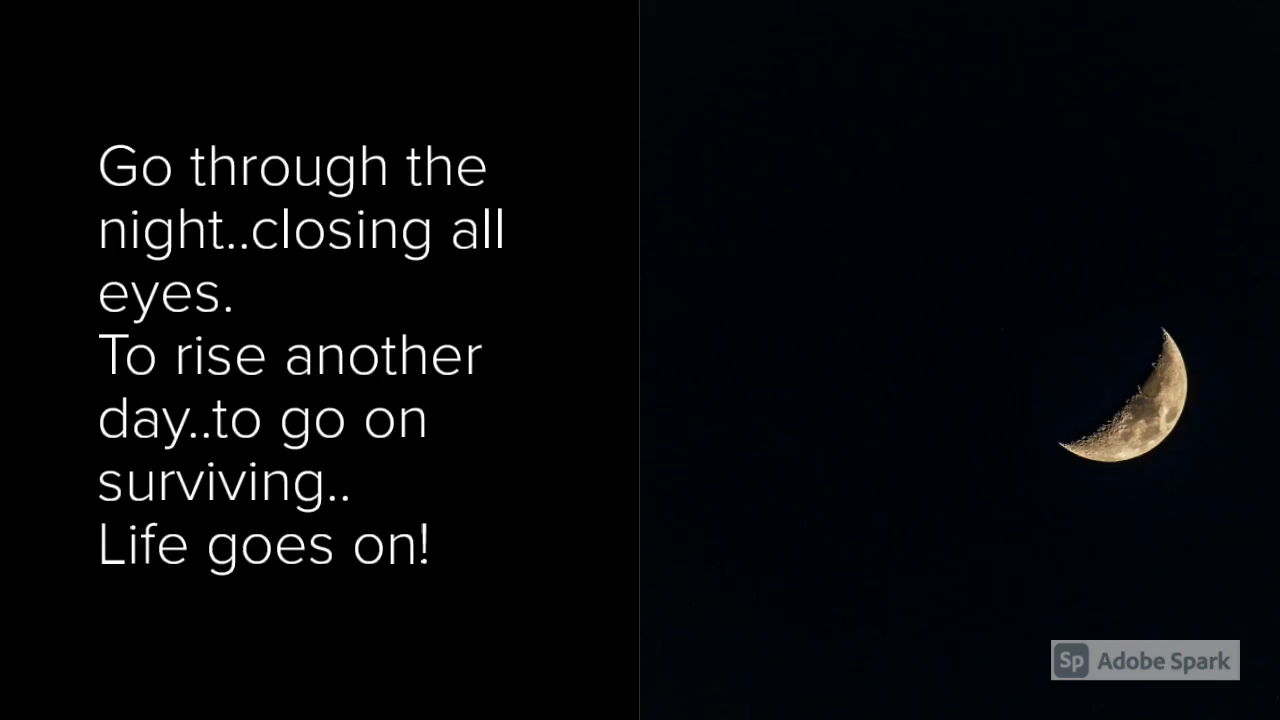 Go through the
night..closing all
eyes.
To rise another
day..to go on
surviving..
Life goes on!
Sp Adobe Spark